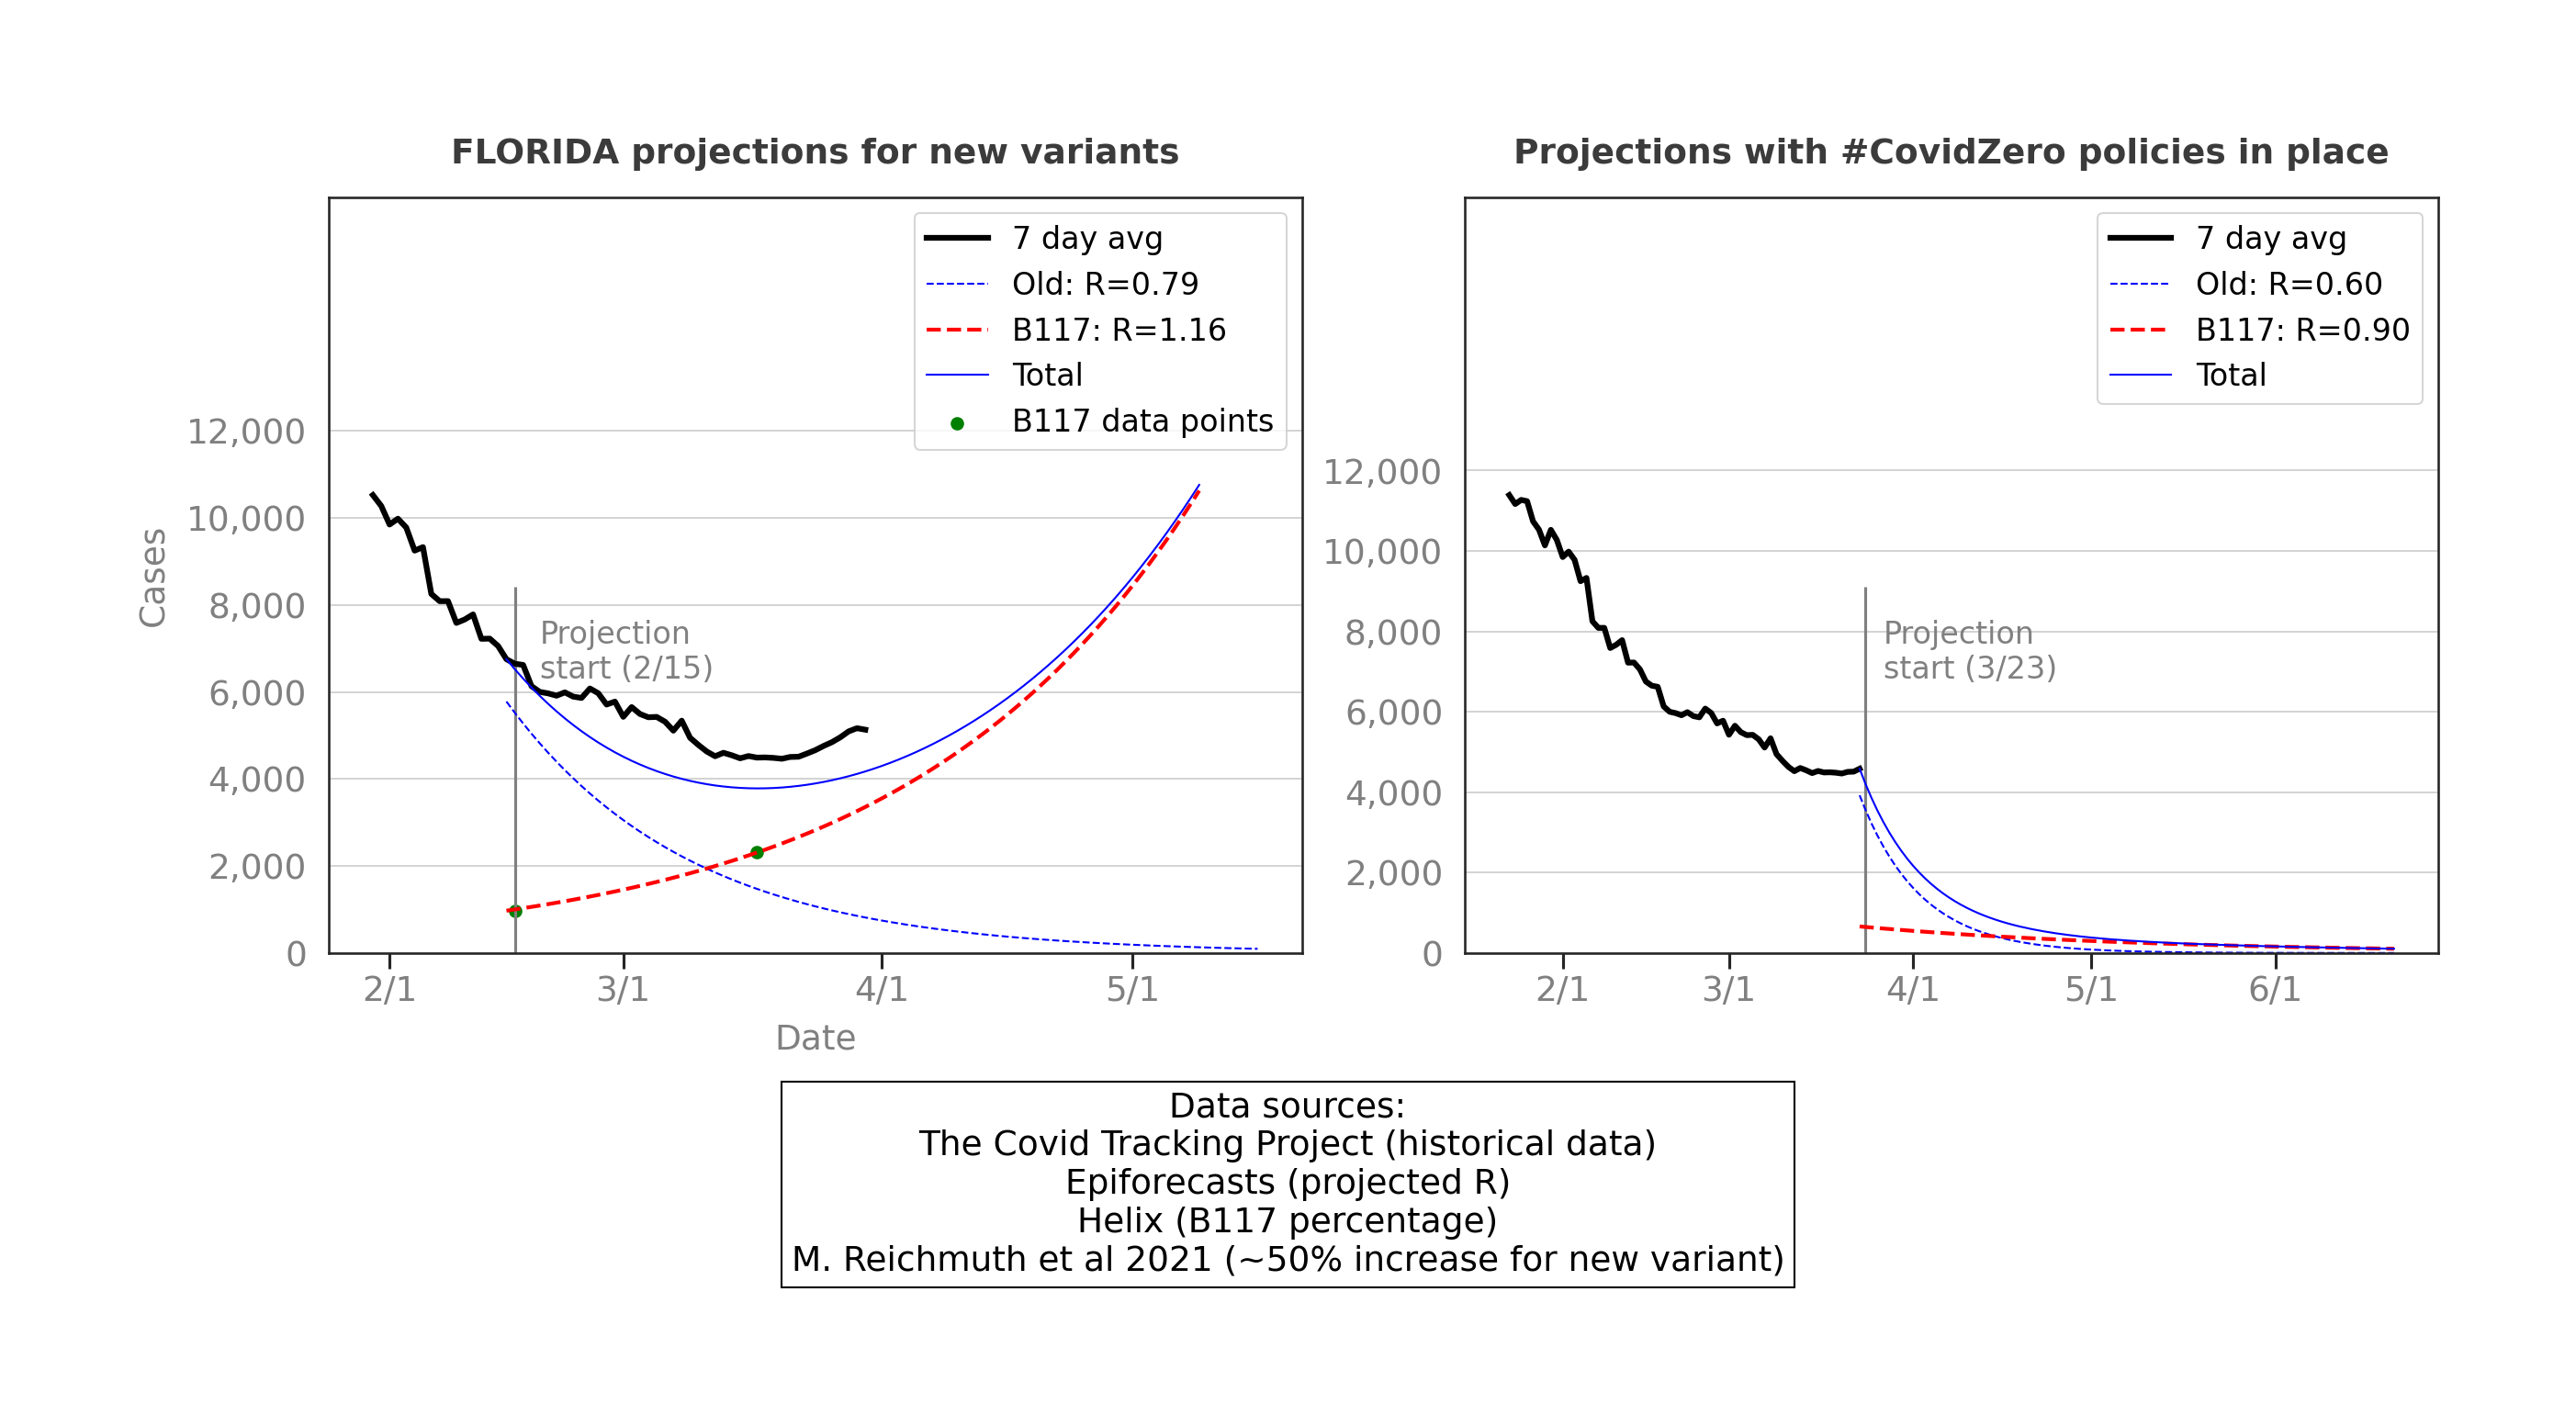 FLORIDA projections for new variants
7 day avg
Old: R=0.79
B117: R=1.16
Total
B117 data points
Cases
12,000
10,000
8,000
6,000
4,000
2,000
0
Projection
start (2/15)
2/1
3/1
4/1
5/1
Date
Projections with #CovidZero policies in place
7 day avg
Old: R=0.60
B117: R=0.90
Total
12,000
10,000
8,000
6,000
4,000
2,000
0
Projection
start (3/23)
2/1
3/1
4/1
5/1
6/1
Data sources:
The Covid Tracking Project (historical data)
Epiforecasts (projected R)
Helix (B117 percentage)
M. Reichmuth et al 2021 (~50% increase for new variant)